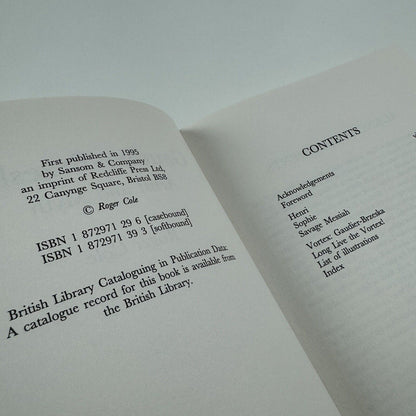 First published in 1995
by Sansom & Company
an imprint of Redcliffe Press Ltd,
22 Canynge Square, Bristol BS8
© Roger Cole
ISBN 1 872971 29 6 [casebound]
ISBN 1 872971 39 3 [softbound]
British Library Cataloguing in Publication Data:
A catalogue record for this book is available from
the British Library.
CONTENTS
Acknowledgements
Foreword
Henri
Sophie
Savage Messiah
Vortex: Gaudier-Brzeska
Long Live the Vortex!
List of illustrations
Index